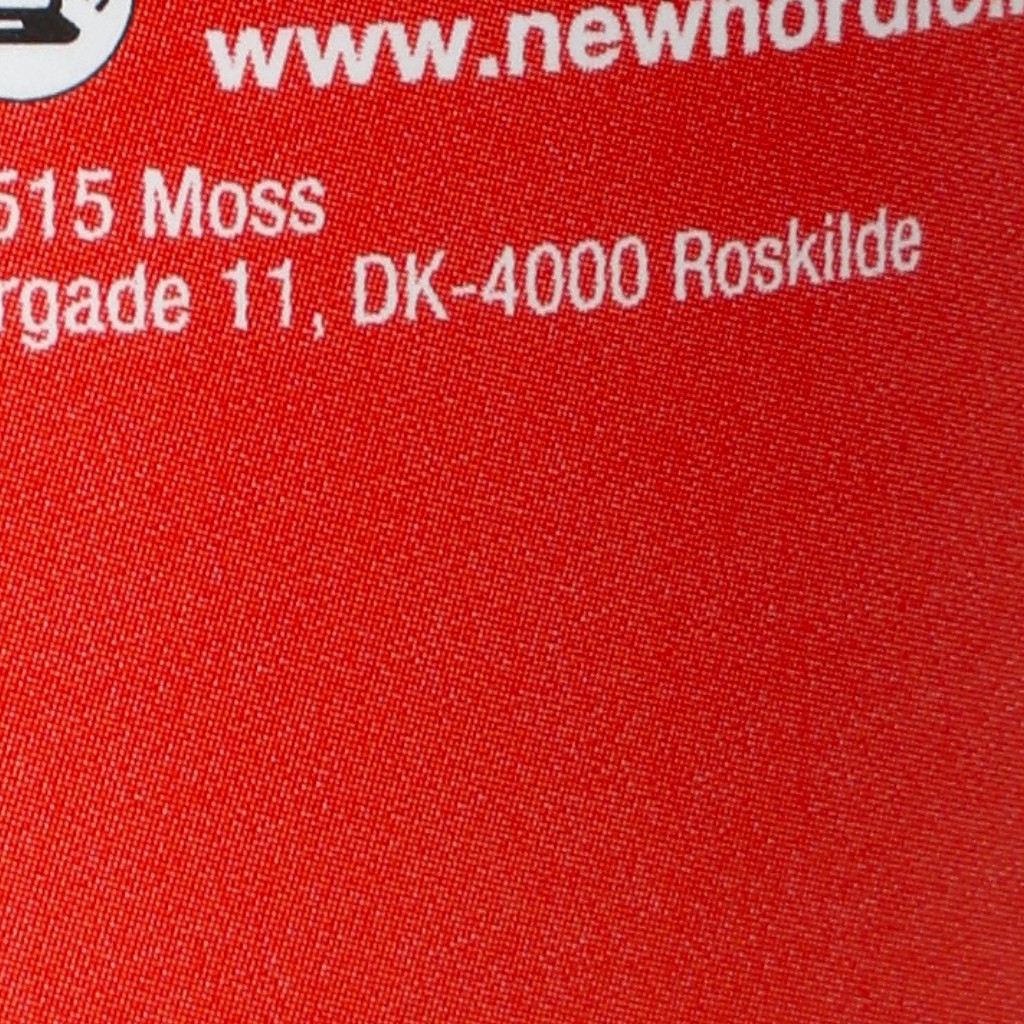 www.newnordic.
515 Moss
rgade 11, DK-4000 Roskilde